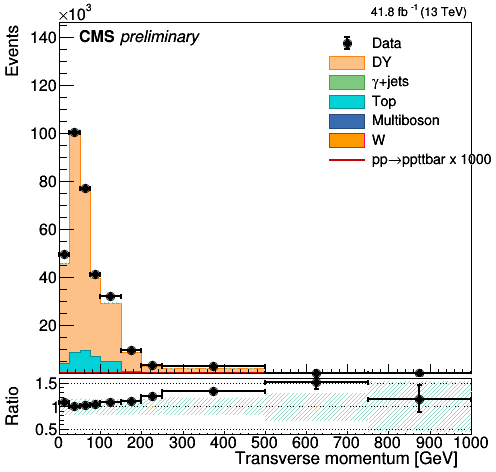 ×10³
41.8 fb⁻¹ (13 TeV)
CMS preliminary
Events
140
120
100
80
60
40
20
Data
DY
γ+jets
Top
Multiboson
W
pp→ppttbar x 1000
Ratio
1.5
1
0.5
0 100 200 300 400 500 600 700 800 900 1000
Transverse momentum [GeV]